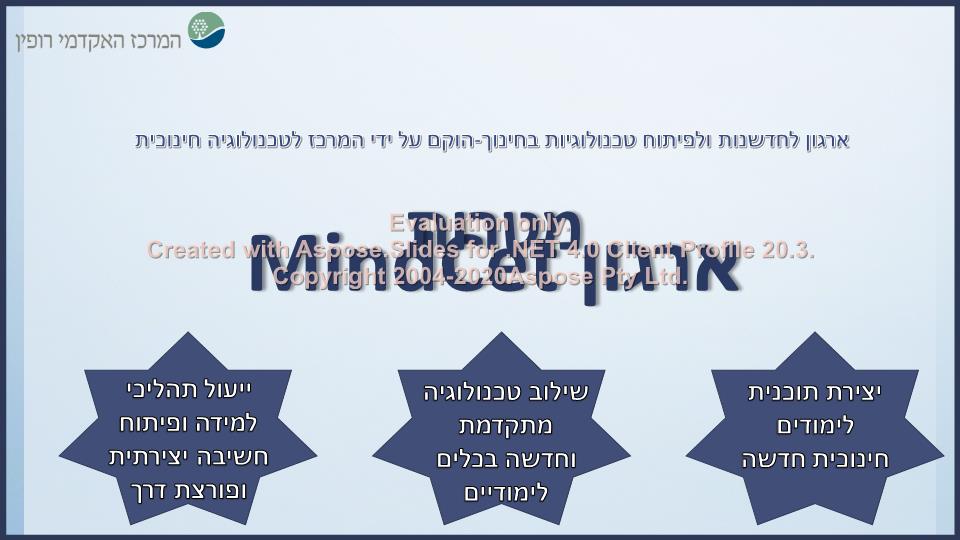 המרכז האקדמי רופין
ארגון לחדשנות ולפיתוח טכנולוגיות בחינוך-הוקם על ידי המרכז לטכנולוגיה חינוכית
ארגון MindCet
Evaluation only.
Created with Aspose.Slides for .NET 4.0 Client Profile 20.3.
Copyright 2004-2020Aspose Pty Ltd.
יצירת תוכנית
לימודים
חינוכית חדשה
שילוב טכנולוגיה
מתקדמת
וחדשה בכלים
לימודיים
ייעול תהליכי
למידה ופיתוח
חשיבה יצירתית
ופורצת דרך